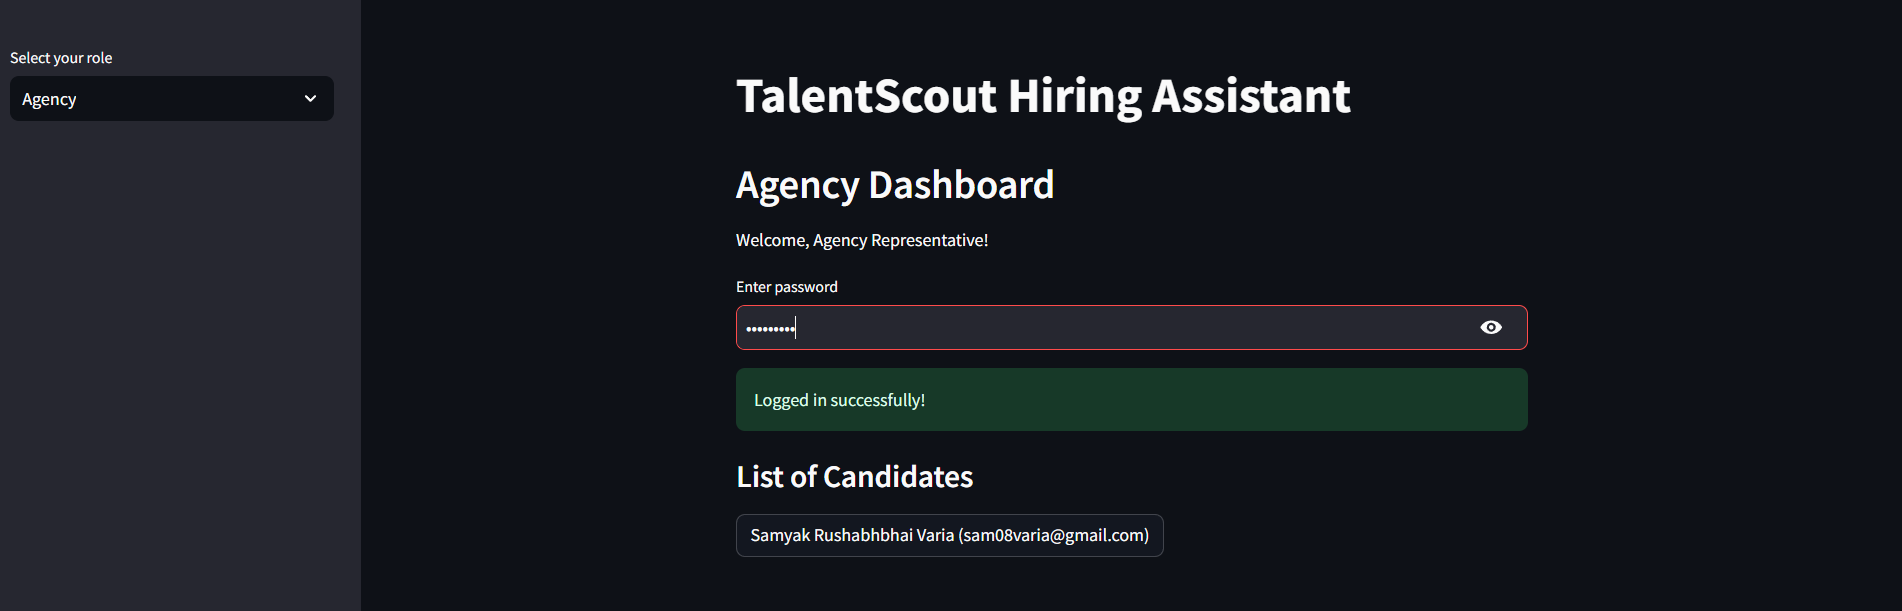 Select your role
Agency
TalentScout Hiring Assistant
Agency Dashboard
Welcome, Agency Representative!
Enter password
•••••••••
Logged in successfully!
List of Candidates
Samyak Rushabhbhai Varia (sam08varia@gmail.com)